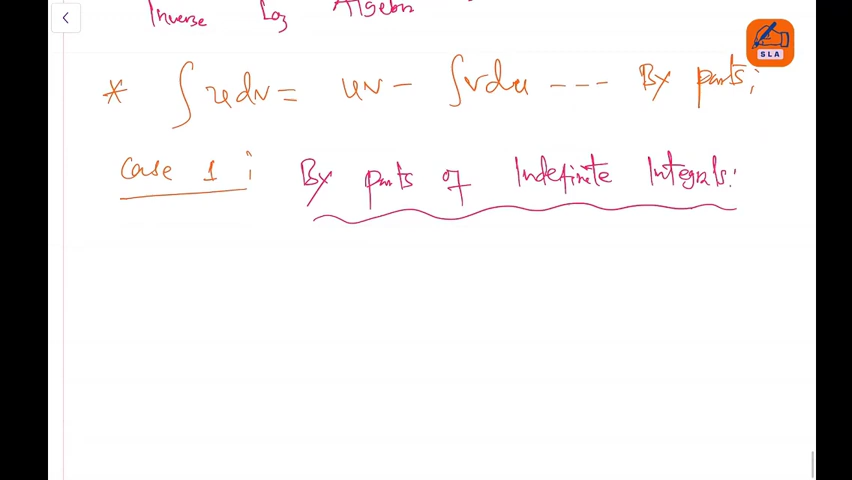 Inverse Log Algebra
SLA
* ∫udv = uv - ∫vdu --- By parts;
Case 1: By parts of Indefinite Integrals: